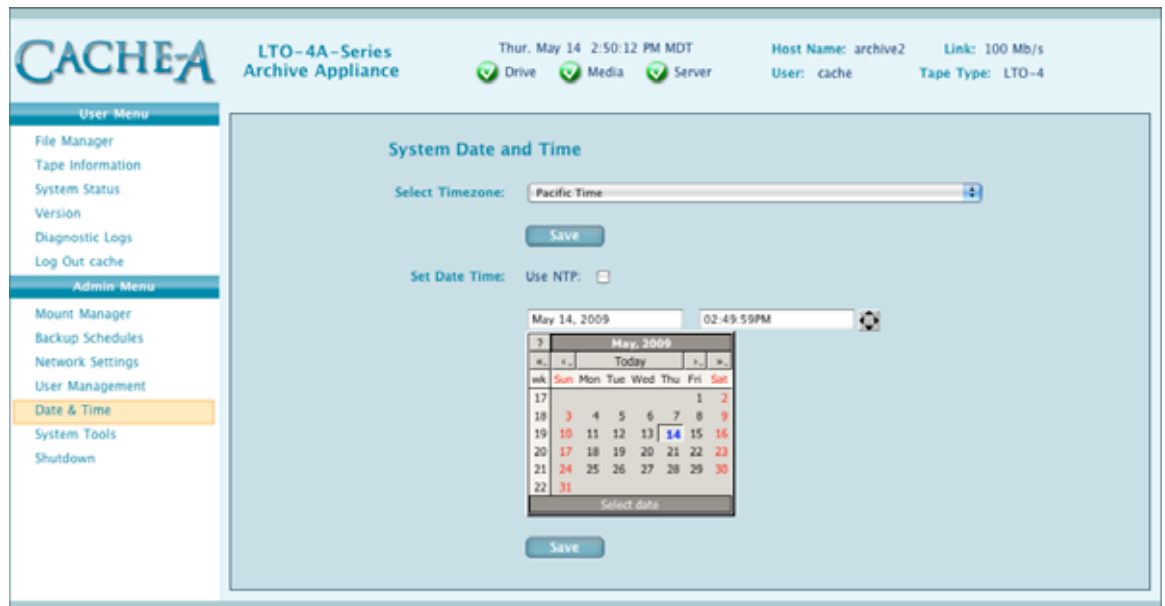 CACHE-A
LTO-4A-Series
Archive Appliance
Thur. May 14 2:50:12 PM MDT
Drive Media Server
Host Name: archive2 Link: 100 Mb/s
User: cache Tape Type: LTO-4
User Menu
File Manager
Tape Information
System Status
Version
Diagnostic Logs
Log Out cache
Admin Menu
Mount Manager
Backup Schedules
Network Settings
User Management
Date & Time
System Tools
Shutdown
System Date and Time
Select Timezone: Pacific Time
Save
Set Date Time: Use NTP:
May 14, 2009 02:49:59PM
? May, 2009
« ‹ Today › »
wk Sun Mon Tue Wed Thu Fri Sat
17 1 2
18 3 4 5 6 7 8 9
19 10 11 12 13 14 15 16
20 17 18 19 20 21 22 23
21 24 25 26 27 28 29 30
22 31
Select date
Save